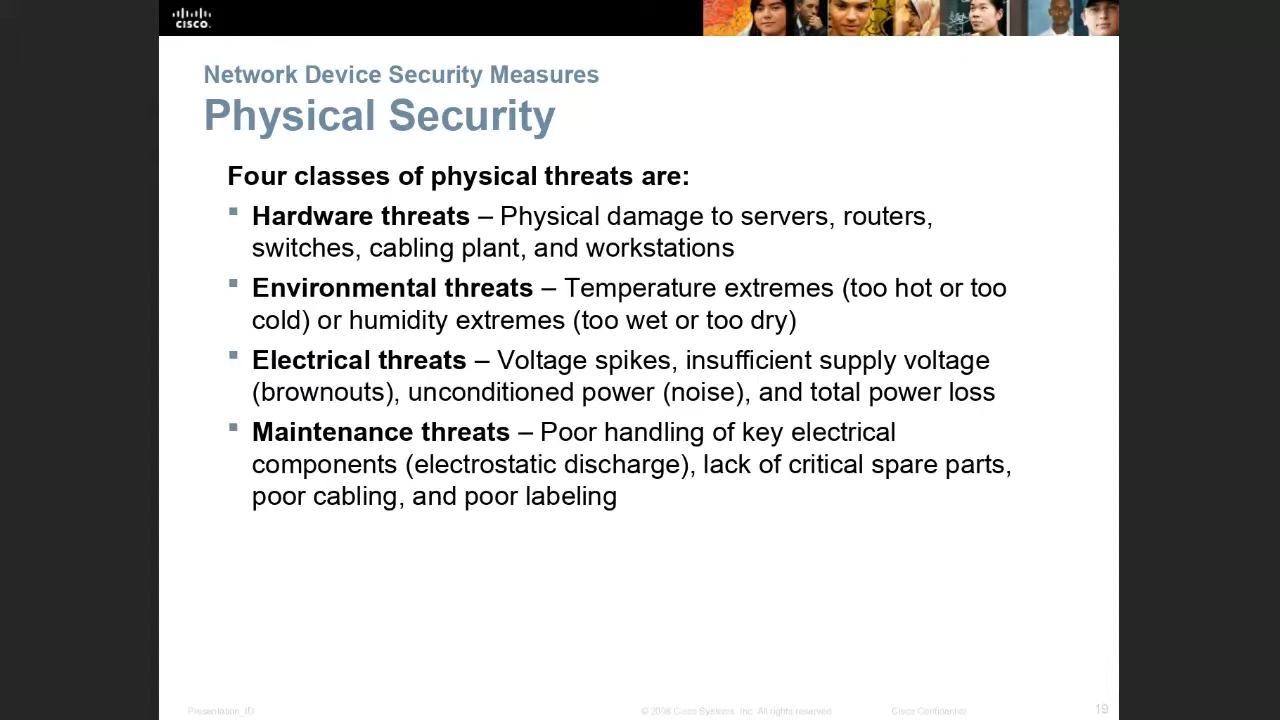 CISCO.
Network Device Security Measures
Physical Security
Four classes of physical threats are:
Hardware threats – Physical damage to servers, routers,
switches, cabling plant, and workstations
Environmental threats – Temperature extremes (too hot or too
cold) or humidity extremes (too wet or too dry)
Electrical threats – Voltage spikes, insufficient supply voltage
(brownouts), unconditioned power (noise), and total power loss
Maintenance threats – Poor handling of key electrical
components (electrostatic discharge), lack of critical spare parts,
poor cabling, and poor labeling
Presentation_ID © 2008 Cisco Systems, Inc. All rights reserved. Cisco Confidential 19